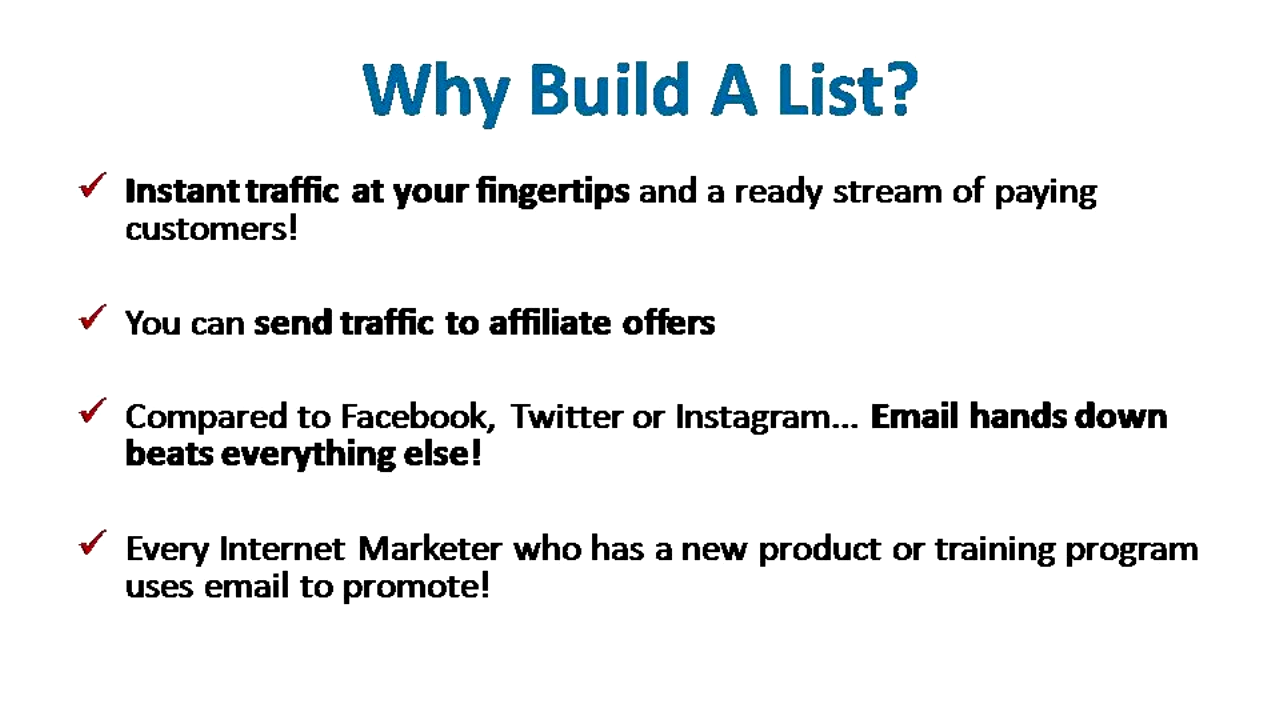 Why Build A List?
✓ Instant traffic at your fingertips and a ready stream of paying
customers!
✓ You can send traffic to affiliate offers
✓ Compared to Facebook, Twitter or Instagram... Email hands down
beats everything else!
✓ Every Internet Marketer who has a new product or training program
uses email to promote!